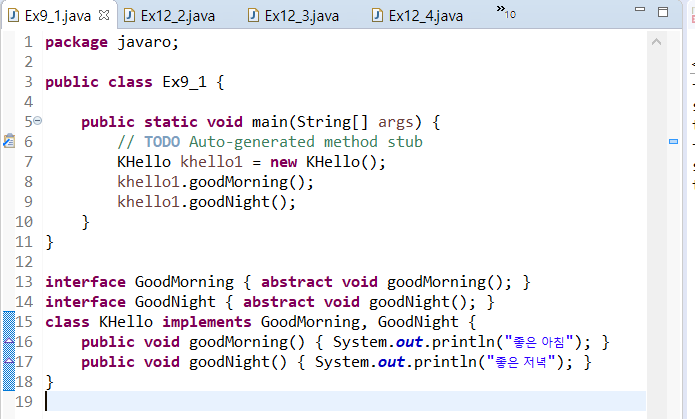 Ex9_1.java Ex12_2.java Ex12_3.java Ex12_4.java »10
1 package javaro;
2
3 public class Ex9_1 {
4
5 public static void main(String[] args) {
6 // TODO Auto-generated method stub
7 KHello khello1 = new KHello();
8 khello1.goodMorning();
9 khello1.goodNight();
10 }
11 }
12
13 interface GoodMorning { abstract void goodMorning(); }
14 interface GoodNight { abstract void goodNight(); }
15 class KHello implements GoodMorning, GoodNight {
16 public void goodMorning() { System.out.println("좋은 아침"); }
17 public void goodNight() { System.out.println("좋은 저녁"); }
18 }
19